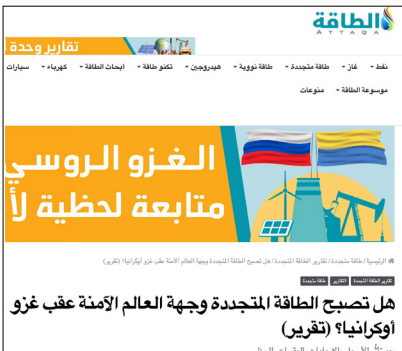 الطاقة
ATTAQA
تقارير وحدة
نفط غاز طاقة متجددة طاقة نووية هيدروجين تكنو طاقة أبحاث الطاقة كهرباء سيارات
موسوعة الطاقة منوعات
الغزو الروسي
متابعة لحظية لأ
الرئيسية / طاقة متجددة / تقارير الطاقة المتجددة / هل تصبح الطاقة المتجددة وجهة العالم الآمنة عقب غزو أوكرانيا؟ (تقرير)
تقارير الطاقة المتجددة التقارير طاقة متجددة
هل تصبح الطاقة المتجددة وجهة العالم الآمنة عقب غزو
أوكرانيا؟ (تقرير)